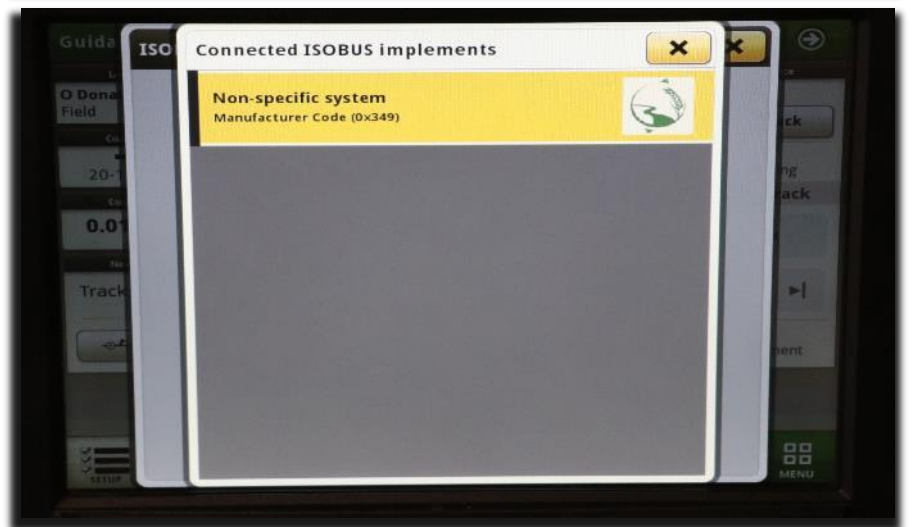 Guida
ISO
Connected ISOBUS implements
O Dona
Field
Non-specific system
Manufacturer Code (0x349)
ck
20-1
ng
ack
0.01
Track
ment
SETUP
MENU